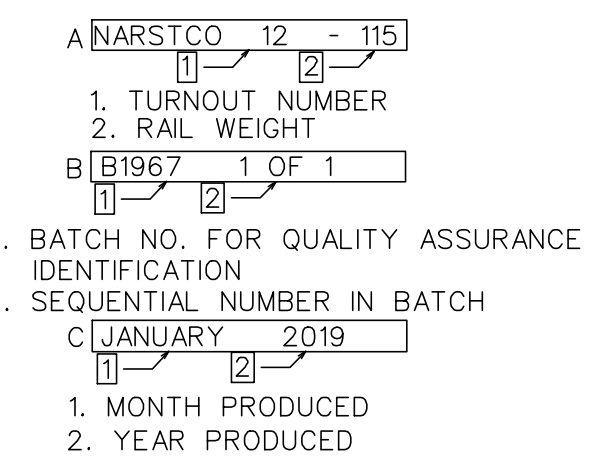 A NARSTCO 12 - 115
1 2
1. TURNOUT NUMBER
2. RAIL WEIGHT
B B1967 1 OF 1
1 2
. BATCH NO. FOR QUALITY ASSURANCE
IDENTIFICATION
. SEQUENTIAL NUMBER IN BATCH
C JANUARY 2019
1 2
1. MONTH PRODUCED
2. YEAR PRODUCED